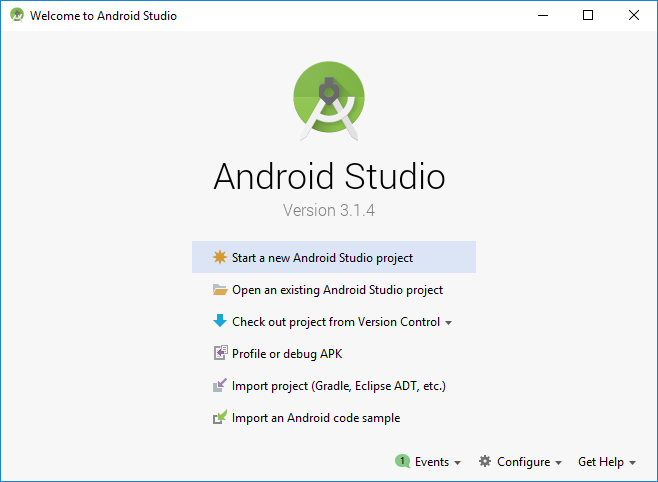 Welcome to Android Studio
Android Studio
Version 3.1.4
Start a new Android Studio project
Open an existing Android Studio project
Check out project from Version Control
Profile or debug APK
Import project (Gradle, Eclipse ADT, etc.)
Import an Android code sample
1 Events Configure Get Help